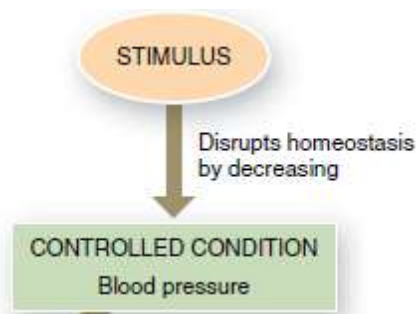 STIMULUS
Disrupts homeostasis
by decreasing
CONTROLLED CONDITION
Blood pressure